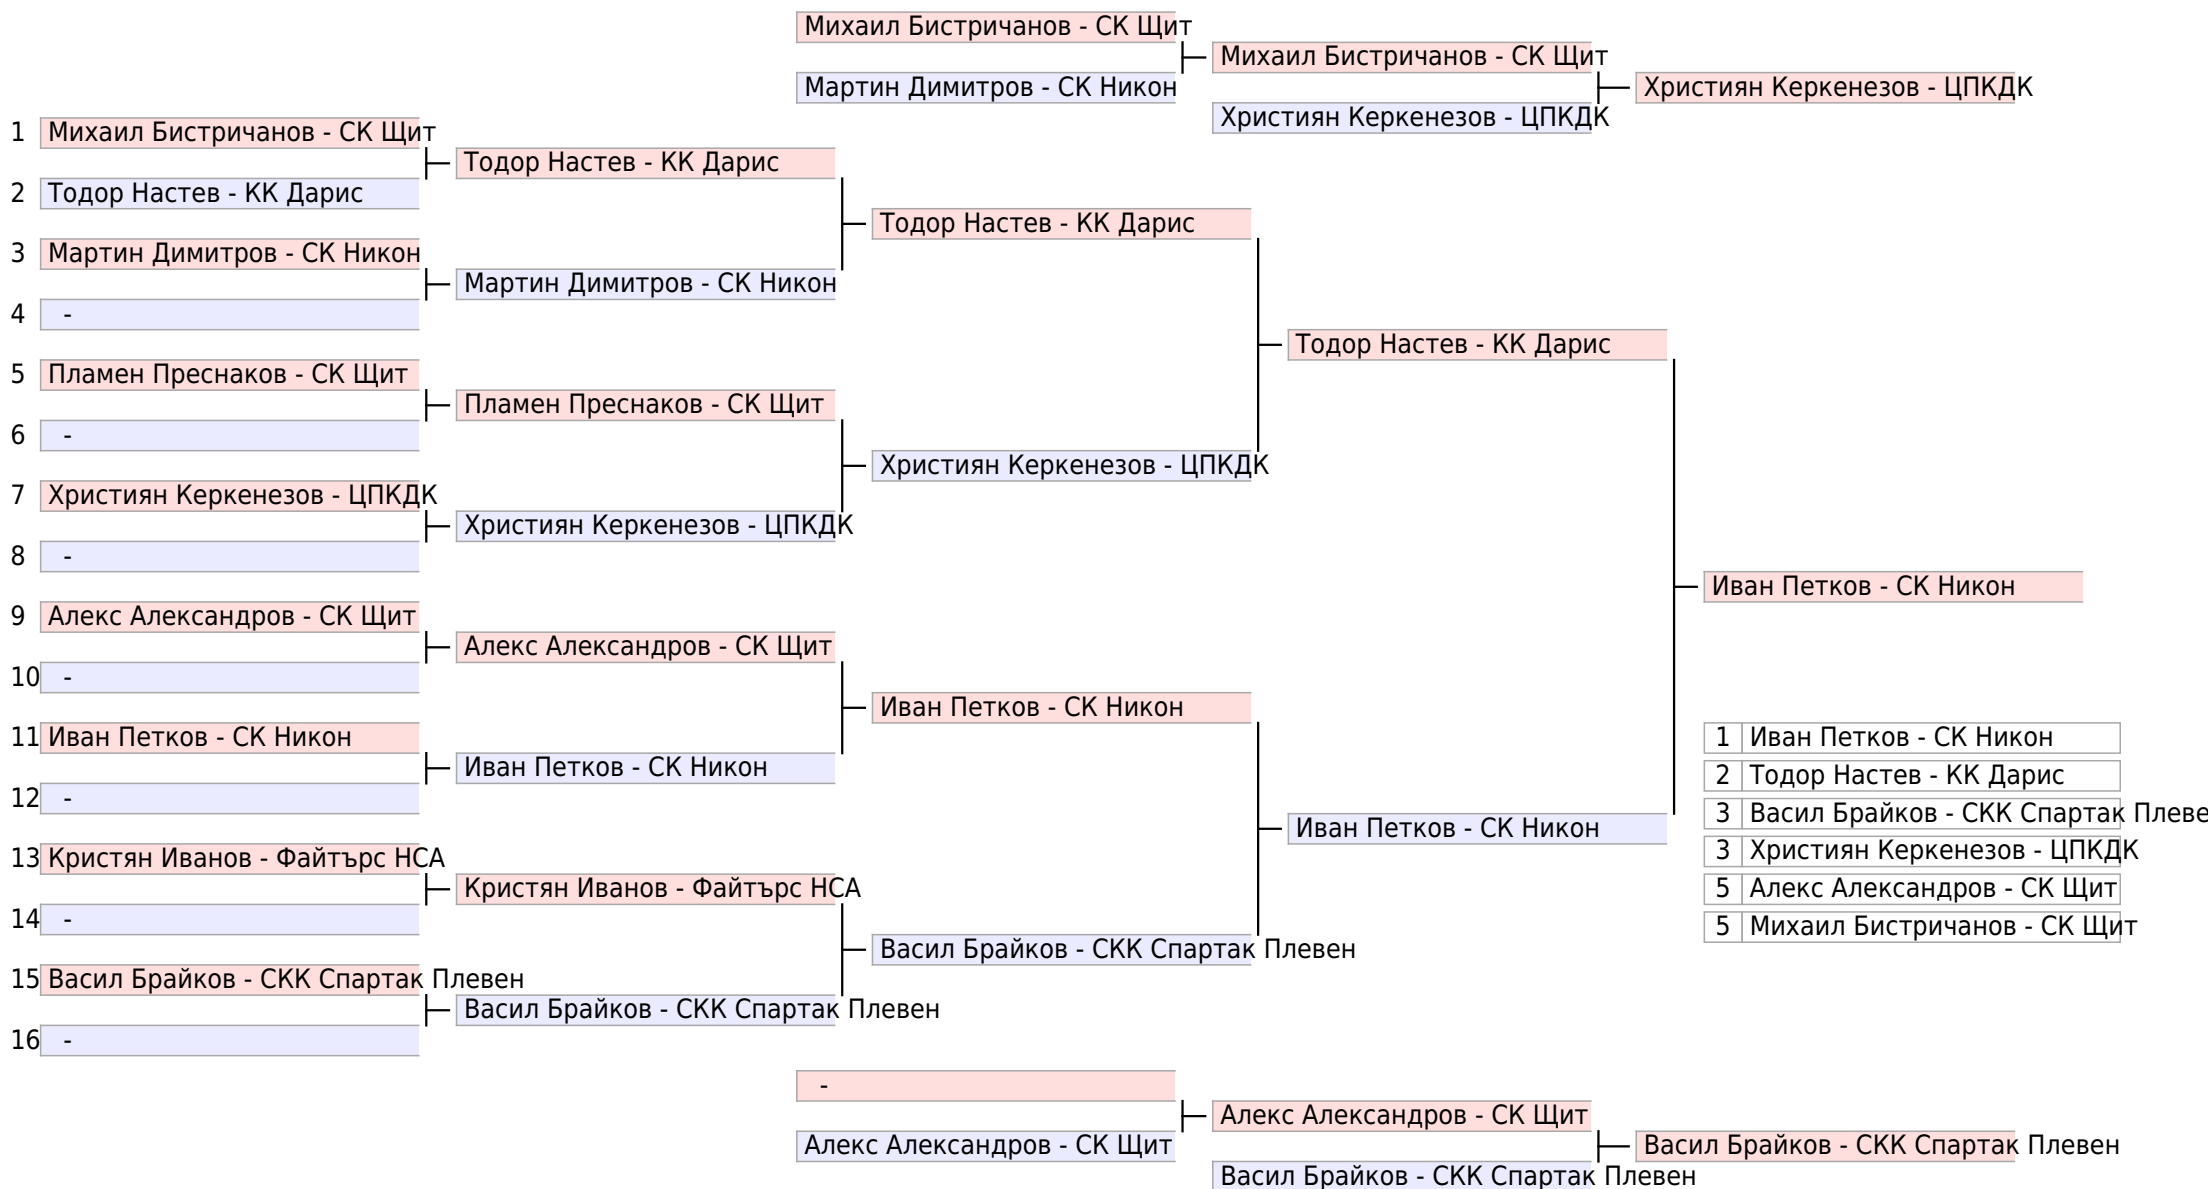 Михаил Бистричанов - СК Щит
Михаил Бистричанов - СК Щит
Мартин Димитров - СК Никон
Християн Керкенезов - ЦПКДК
Християн Керкенезов - ЦПКДК
1 Михаил Бистричанов - СК Щит
Тодор Настев - КК Дарис
2 Тодор Настев - КК Дарис
Тодор Настев - КК Дарис
3 Мартин Димитров - СК Никон
Мартин Димитров - СК Никон
4 -
Тодор Настев - КК Дарис
5 Пламен Преснаков - СК Щит
Пламен Преснаков - СК Щит
6 -
Християн Керкенезов - ЦПКДК
7 Християн Керкенезов - ЦПКДК
Християн Керкенезов - ЦПКДК
8 -
Иван Петков - СК Никон
9 Алекс Александров - СК Щит
Алекс Александров - СК Щит
10 -
Иван Петков - СК Никон
11 Иван Петков - СК Никон
Иван Петков - СК Никон
12 -
Иван Петков - СК Никон
13 Кристян Иванов - Файтърс НСА
Кристян Иванов - Файтърс НСА
14 -
Васил Брайков - СКК Спартак Плевен
15 Васил Брайков - СКК Спартак Плевен
Васил Брайков - СКК Спартак Плевен
16 -
1 Иван Петков - СК Никон
2 Тодор Настев - КК Дарис
3 Васил Брайков - СКК Спартак Плеве
3 Християн Керкенезов - ЦПКДК
5 Алекс Александров - СК Щит
5 Михаил Бистричанов - СК Щит
-
Алекс Александров - СК Щит
Алекс Александров - СК Щит
Васил Брайков - СКК Спартак Плевен
Васил Брайков - СКК Спартак Плевен